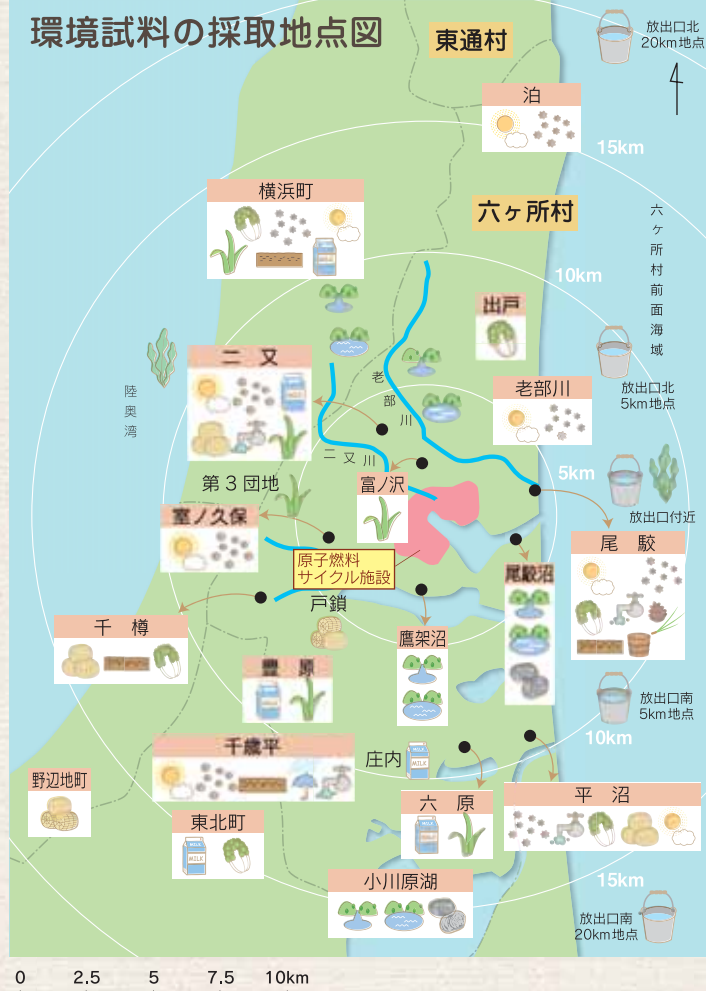 環境試料の採取地点図
東通村
放出口北
20km地点
泊
15km
横浜町
六ヶ所村
六ヶ所村前面海域
10km
出戸
二又
陸奥湾
老部川
老部川
放出口北
5km地点
二又川
5km
第3団地
富ノ沢
放出口付近
室ノ久保
尾鮫
原子燃料
サイクル施設
尾鮫沼
戸鎖
千樽
鷹架沼
豊原
放出口南
5km地点
10km
千歳平
庄内
MILK
野辺地町
六原
平沼
東北町
MILK
小川原湖
15km
放出口南
20km地点
0 2.5 5 7.5 10km